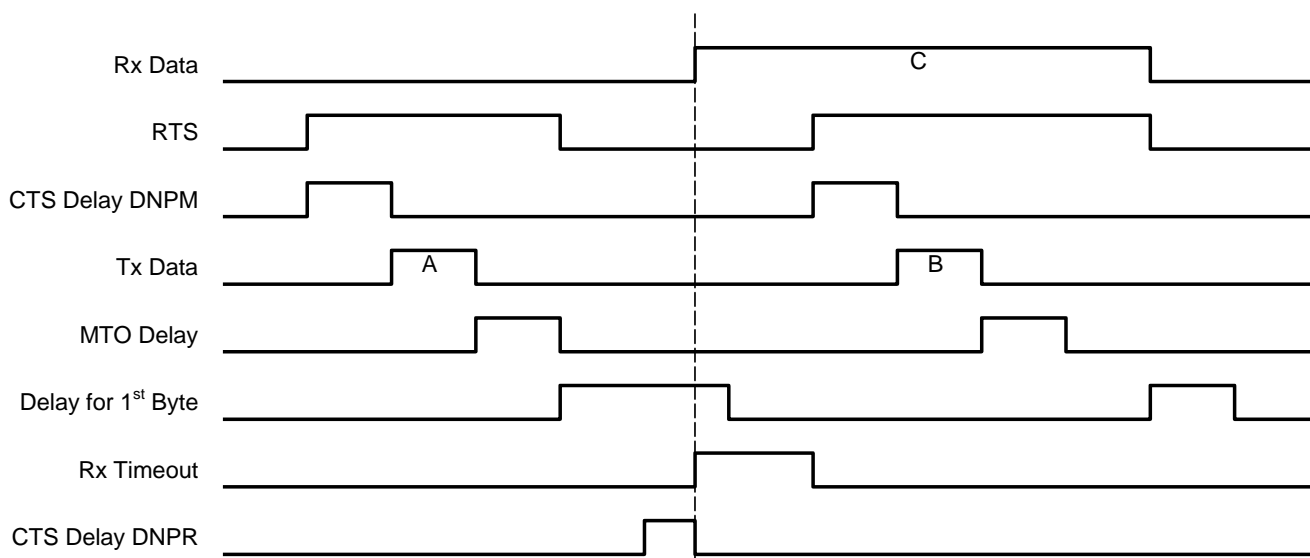 Rx Data
C
RTS
CTS Delay DNPM
Tx Data
A
B
MTO Delay
Delay for 1st Byte
Rx Timeout
CTS Delay DNPR